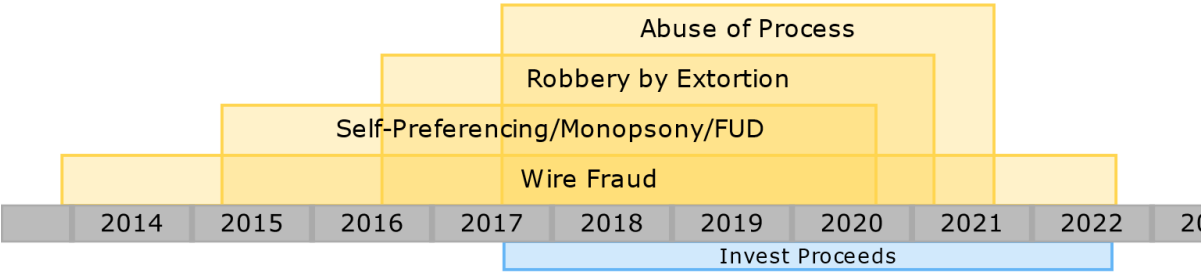 Abuse of Process
Robbery by Extortion
Self-Preferencing/Monopsony/FUD
Wire Fraud
2014 2015 2016 2017 2018 2019 2020 2021 2022
Invest Proceeds